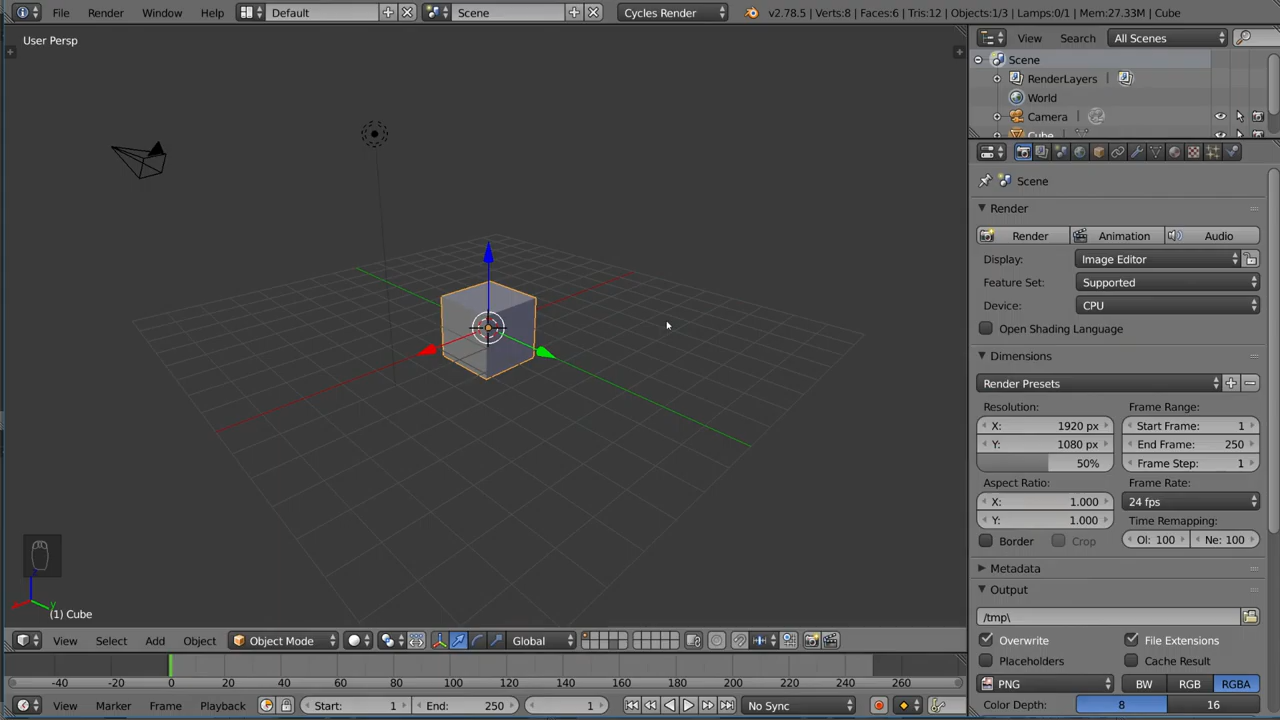 File Render Window Help Default Scene Cycles Render v2.78.5 | Verts:8 | Faces:6 | Tris:12 | Objects:1/3 | Lamps:0/1 | Mem:27.33M | Cube
User Persp
View Search All Scenes
Scene
RenderLayers
World
Camera
Cube
Scene
Render
Render Animation Audio
Display: Image Editor
Feature Set: Supported
Device: CPU
Open Shading Language
Dimensions
Render Presets
Resolution: Frame Range:
X: 1920 px Start Frame: 1
Y: 1080 px End Frame: 250
50% Frame Step: 1
Aspect Ratio: Frame Rate:
X: 1.000 24 fps
Y: 1.000 Time Remapping:
Border Crop Ol: 100 Ne: 100
Metadata
Output
/tmp\
Overwrite File Extensions
Placeholders Cache Result
PNG BW RGB RGBA
Color Depth: 8 16
z
y
(1) Cube
View Select Add Object Object Mode Global
-40 -20 0 20 40 60 80 100 120 140 160 180 200 220 240 260
View Marker Frame Playback Start: 1 End: 250 1 No Sync